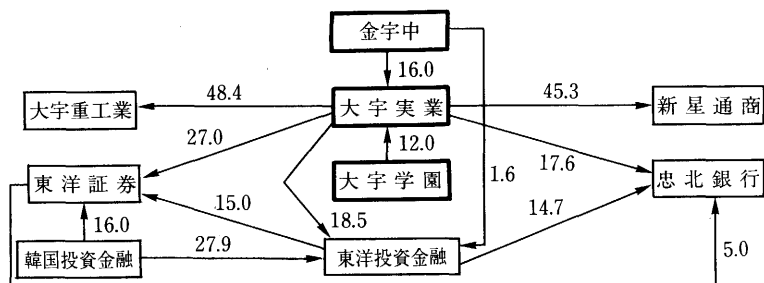 金宇中
16.0
48.4
45.3
大宇重工業
大宇実業
新星通商
27.0
12.0
17.6
東洋証券
大宇学園
1.6
忠北銀行
15.0
14.7
16.0
18.5
5.0
韓国投資金融
27.9
東洋投資金融